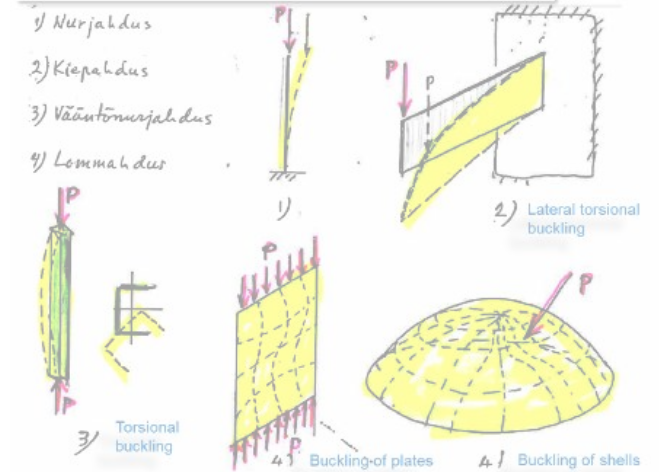 1) Nurjahdus
2) Kiepahdus
3) Vääntönurjahdus
4) Lommahdus
P
1)
P
P
2) Lateral torsional
buckling
P
P
3) Torsional
buckling
P
P
4) Buckling of plates
P
4) Buckling of shells